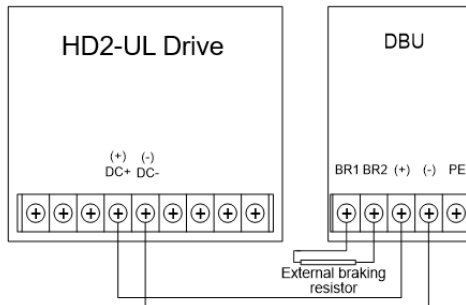 HD2-UL Drive
DBU
(+) (-)
DC+ DC-
BR1 BR2 (+) (-) PE
External braking
resistor